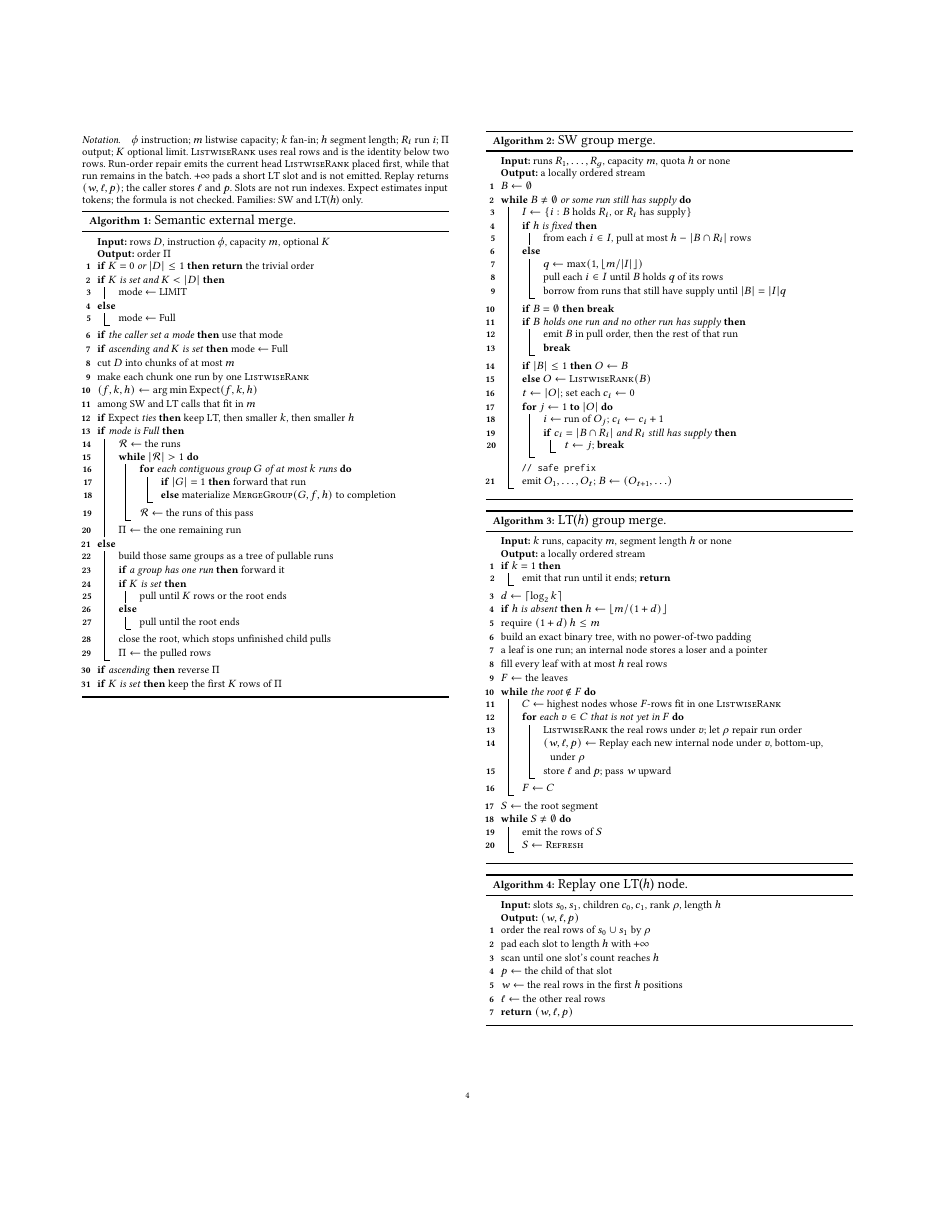 Notation. ϕ instruction; m listwise capacity; k fan-in; h segment length; R_i run i; Π
output; K optional limit. ListwiseRank uses real rows and is the identity below two
rows. Run-order repair emits the current head ListwiseRank placed first, while that
run remains in the batch. +∞ pads a short LT slot and is not emitted. Replay returns
(w, ℓ, p); the caller stores ℓ and p. Slots are not run indexes. Expect estimates input
tokens; the formula is not checked. Families: SW and LT(h) only.
Algorithm 1: Semantic external merge.
Input: rows D, instruction ϕ, capacity m, optional K
Output: order Π
1 if K = 0 or |D| ≤ 1 then return the trivial order
2 if K is set and K < |D| then
3 mode ← LIMIT
4 else
5 mode ← Full
6 if the caller set a mode then use that mode
7 if ascending and K is set then mode ← Full
8 cut D into chunks of at most m
9 make each chunk one run by one ListwiseRank
10 (f, k, h) ← arg min Expect(f, k, h)
11 among SW and LT calls that fit in m
12 if Expect ties then keep LT, then smaller k, then smaller h
13 if mode is Full then
14 R ← the runs
15 while |R| > 1 do
16 for each contiguous group G of at most k runs do
17 if |G| = 1 then forward that run
18 else materialize MergeGroup(G, f, h) to completion
19 R ← the runs of this pass
20 Π ← the one remaining run
21 else
22 build those same groups as a tree of pullable runs
23 if a group has one run then forward it
24 if K is set then
25 pull until K rows or the root ends
26 else
27 pull until the root ends
28 close the root, which stops unfinished child pulls
29 Π ← the pulled rows
30 if ascending then reverse Π
31 if K is set then keep the first K rows of Π
Algorithm 2: SW group merge.
Input: runs R_1, . . . , R_g, capacity m, quota h or none
Output: a locally ordered stream
1 B ← ∅
2 while B ≠ ∅ or some run still has supply do
3 I ← {i : B holds R_i, or R_i has supply}
4 if h is fixed then
5 from each i ∈ I, pull at most h − |B ∩ R_i| rows
6 else
7 q ← max(1, ⌊m/|I|⌋)
8 pull each i ∈ I until B holds q of its rows
9 borrow from runs that still have supply until |B| = |I|q
10 if B = ∅ then break
11 if B holds one run and no other run has supply then
12 emit B in pull order, then the rest of that run
13 break
14 if |B| ≤ 1 then O ← B
15 else O ← ListwiseRank(B)
16 t ← |O|; set each c_i ← 0
17 for j ← 1 to |O| do
18 i ← run of O_j; c_i ← c_i + 1
19 if c_i = |B ∩ R_i| and R_i still has supply then
20 t ← j; break
// safe prefix
21 emit O_1, . . . , O_t; B ← (O_{t+1}, . . .)
Algorithm 3: LT(h) group merge.
Input: k runs, capacity m, segment length h or none
Output: a locally ordered stream
1 if k = 1 then
2 emit that run until it ends; return
3 d ← ⌈log_2 k⌉
4 if h is absent then h ← ⌊m/(1 + d)⌋
5 require (1 + d) h ≤ m
6 build an exact binary tree, with no power-of-two padding
7 a leaf is one run; an internal node stores a loser and a pointer
8 fill every leaf with at most h real rows
9 F ← the leaves
10 while the root ∉ F do
11 C ← highest nodes whose F-rows fit in one ListwiseRank
12 for each v ∈ C that is not yet in F do
13 ListwiseRank the real rows under v; let ρ repair run order
14 (w, ℓ, p) ← Replay each new internal node under v, bottom-up,
under ρ
15 store ℓ and p; pass w upward
16 F ← C
17 S ← the root segment
18 while S ≠ ∅ do
19 emit the rows of S
20 S ← Refresh
Algorithm 4: Replay one LT(h) node.
Input: slots s_0, s_1, children c_0, c_1, rank ρ, length h
Output: (w, ℓ, p)
1 order the real rows of s_0 ∪ s_1 by ρ
2 pad each slot to length h with +∞
3 scan until one slot's count reaches h
4 p ← the child of that slot
5 w ← the real rows in the first h positions
6 ℓ ← the other real rows
7 return (w, ℓ, p)
4